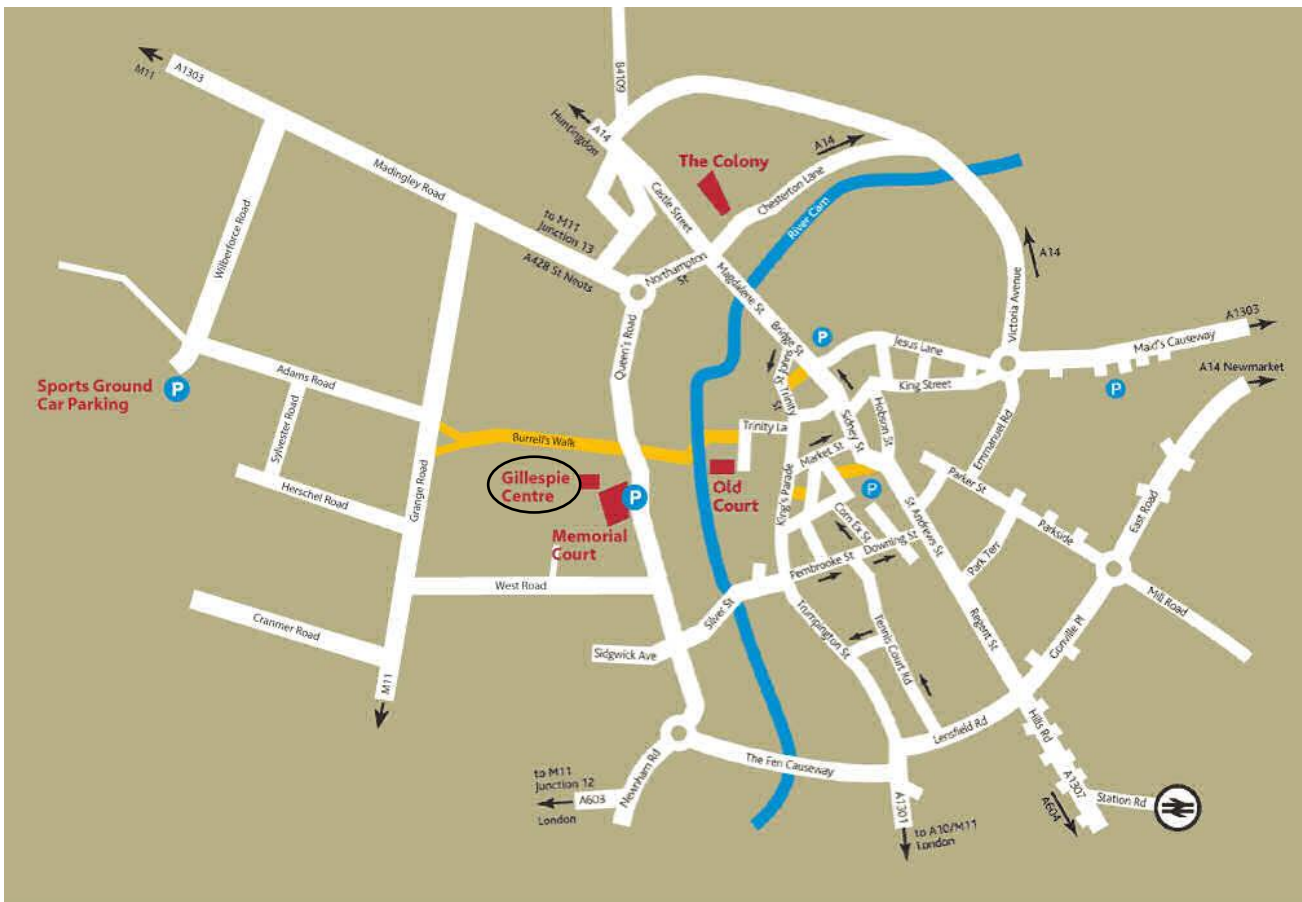 B4109
A1303
M11
A14
Huntingdon
A14
The Colony
Madingley Road
Castle Street
Chesterton Lane
River Cam
Wilberforce Road
to M11
Junction 13
A428 St Neots
Northampton
St
Magdalene St
A14
Victoria Avenue
Queen's Road
Bridge St
P
Jesus Lane
A1303
Maid's Causeway
St Johns
A14 Newmarket
Sports Ground
Car Parking
P
Adams Road
Trinity
St
King Street
P
Sylvester Road
Burrell's Walk
Trinity La
Sidney St
Hobson St
Emmanuel Rd
Market St
Grange Road
Gillespie
Centre
P
Old
Court
King's Parade
P
Parker St
East Road
Herschel Road
Memorial
Court
Corn Ex St
St Andrews St
Parkside
West Road
Pembrooke St
Downing St
Park Terr
Mill Road
Cranmer Road
Silver St
Trumpington St
Tennis Court Rd
Regent St
Gonville Pl
Sidgwick Ave
M11
Lensfield Rd
Hills Rd
The Fen Causeway
Newnham Rd
to M11
Junction 12
A603
London
A1301
to A10/M11
London
A1307
A604
Station Rd